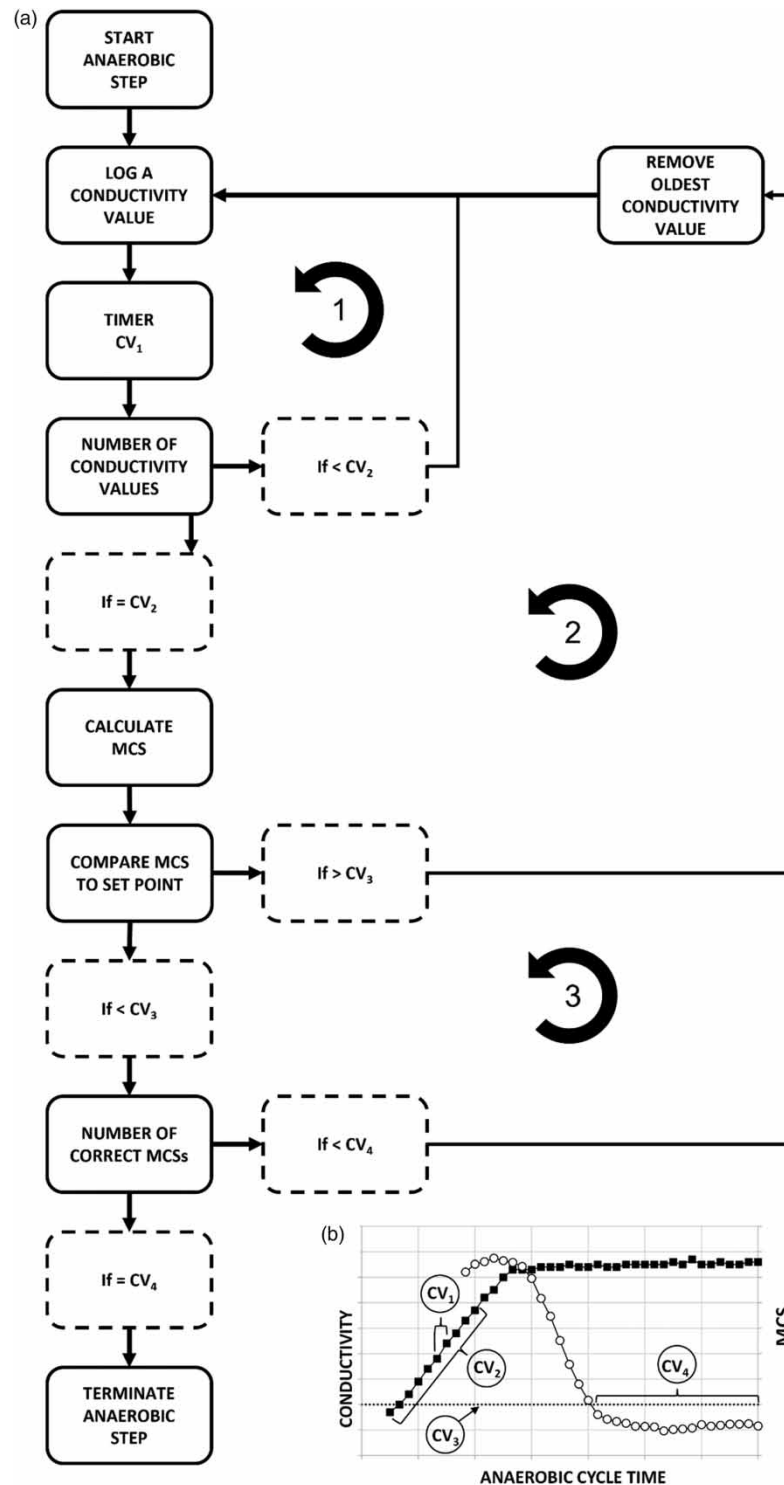 (a)
START
ANAEROBIC
STEP
LOG A
CONDUCTIVITY
VALUE
REMOVE
OLDEST
CONDUCTIVITY
VALUE
1
TIMER
CV₁
NUMBER OF
CONDUCTIVITY
VALUES
If < CV₂
If = CV₂
2
CALCULATE
MCS
COMPARE MCS
TO SET POINT
If > CV₃
3
If < CV₃
NUMBER OF
CORRECT MCSs
If < CV₄
If = CV₄
TERMINATE
ANAEROBIC
STEP
(b)
CONDUCTIVITY
CV₁
CV₂
CV₃
CV₄
MCS
ANAEROBIC CYCLE TIME